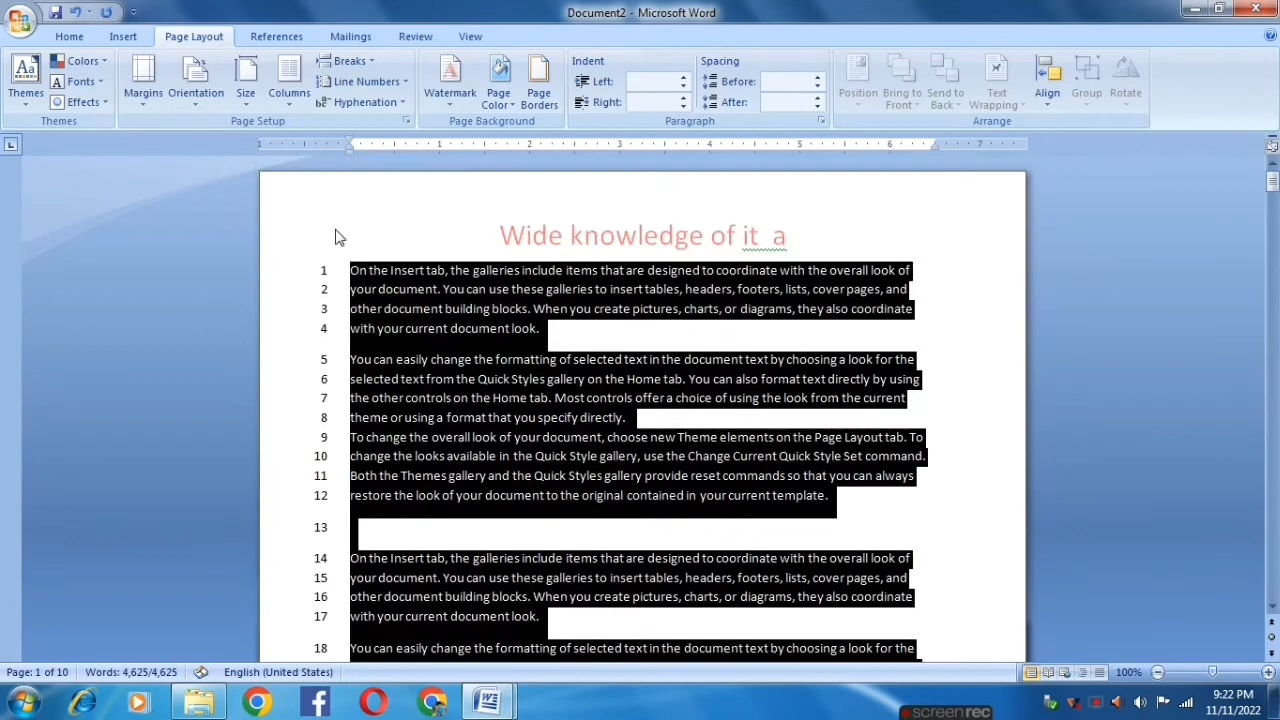 Document2 - Microsoft Word
Home Insert Page Layout References Mailings Review View
Themes
Colors
Fonts
Effects
Themes
Margins
Orientation
Size
Columns
Breaks
Line Numbers
Hyphenation
Page Setup
Watermark
Page Color
Page Borders
Page Background
Indent
Left:
Right:
Spacing
Before:
After:
Paragraph
Position
Bring to Front
Send to Back
Text Wrapping
Align
Group
Rotate
Arrange
1 1 2 3 4 5 6 7
Wide knowledge of it a
1 On the Insert tab, the galleries include items that are designed to coordinate with the overall look of
2 your document. You can use these galleries to insert tables, headers, footers, lists, cover pages, and
3 other document building blocks. When you create pictures, charts, or diagrams, they also coordinate
4 with your current document look.
5 You can easily change the formatting of selected text in the document text by choosing a look for the
6 selected text from the Quick Styles gallery on the Home tab. You can also format text directly by using
7 the other controls on the Home tab. Most controls offer a choice of using the look from the current
8 theme or using a format that you specify directly.
9 To change the overall look of your document, choose new Theme elements on the Page Layout tab. To
10 change the looks available in the Quick Style gallery, use the Change Current Quick Style Set command.
11 Both the Themes gallery and the Quick Styles gallery provide reset commands so that you can always
12 restore the look of your document to the original contained in your current template.
13
14 On the Insert tab, the galleries include items that are designed to coordinate with the overall look of
15 your document. You can use these galleries to insert tables, headers, footers, lists, cover pages, and
16 other document building blocks. When you create pictures, charts, or diagrams, they also coordinate
17 with your current document look.
18 You can easily change the formatting of selected text in the document text by choosing a look for the
Page: 1 of 10 Words: 4,625/4,625 English (United States) 100%
screenrec
9:22 PM
11/11/2022